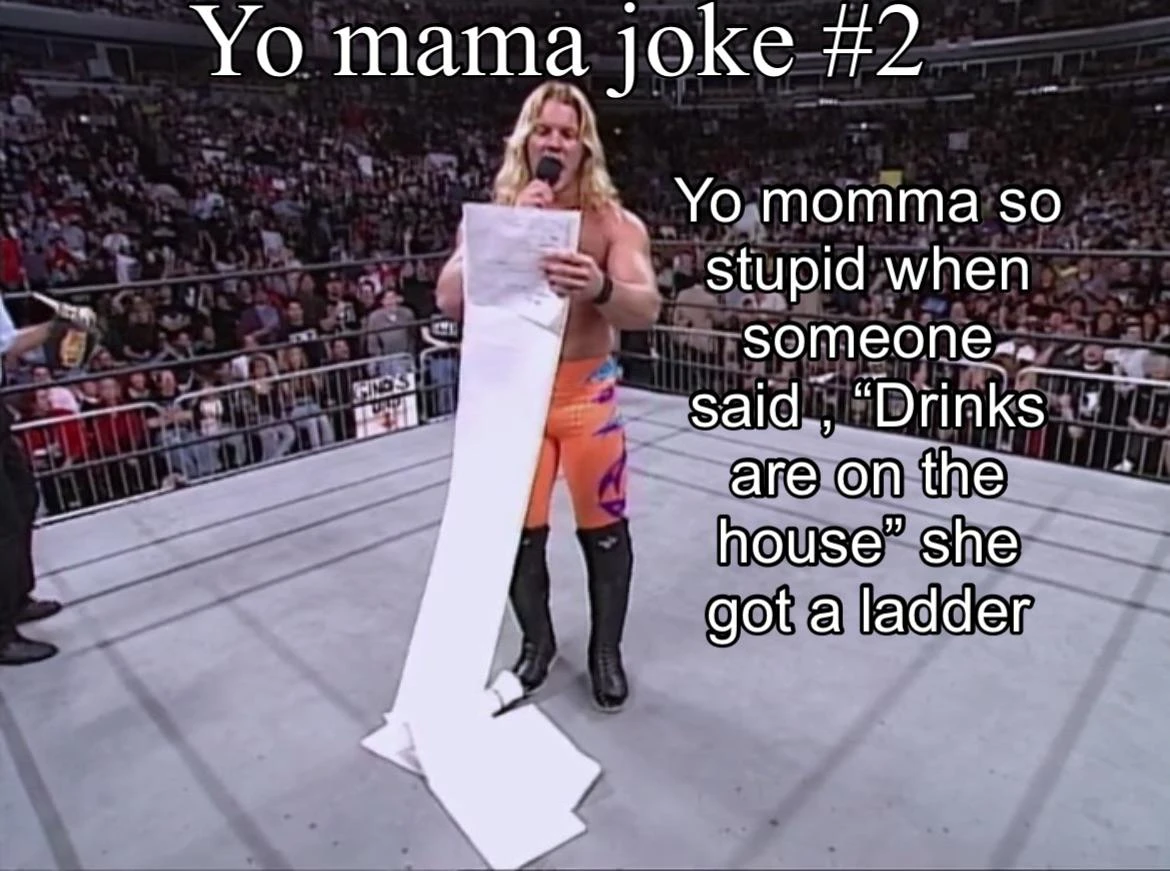 Yo mama joke #2
Yo momma so
stupid when
someone
said , “Drinks
are on the
house” she
got a ladder